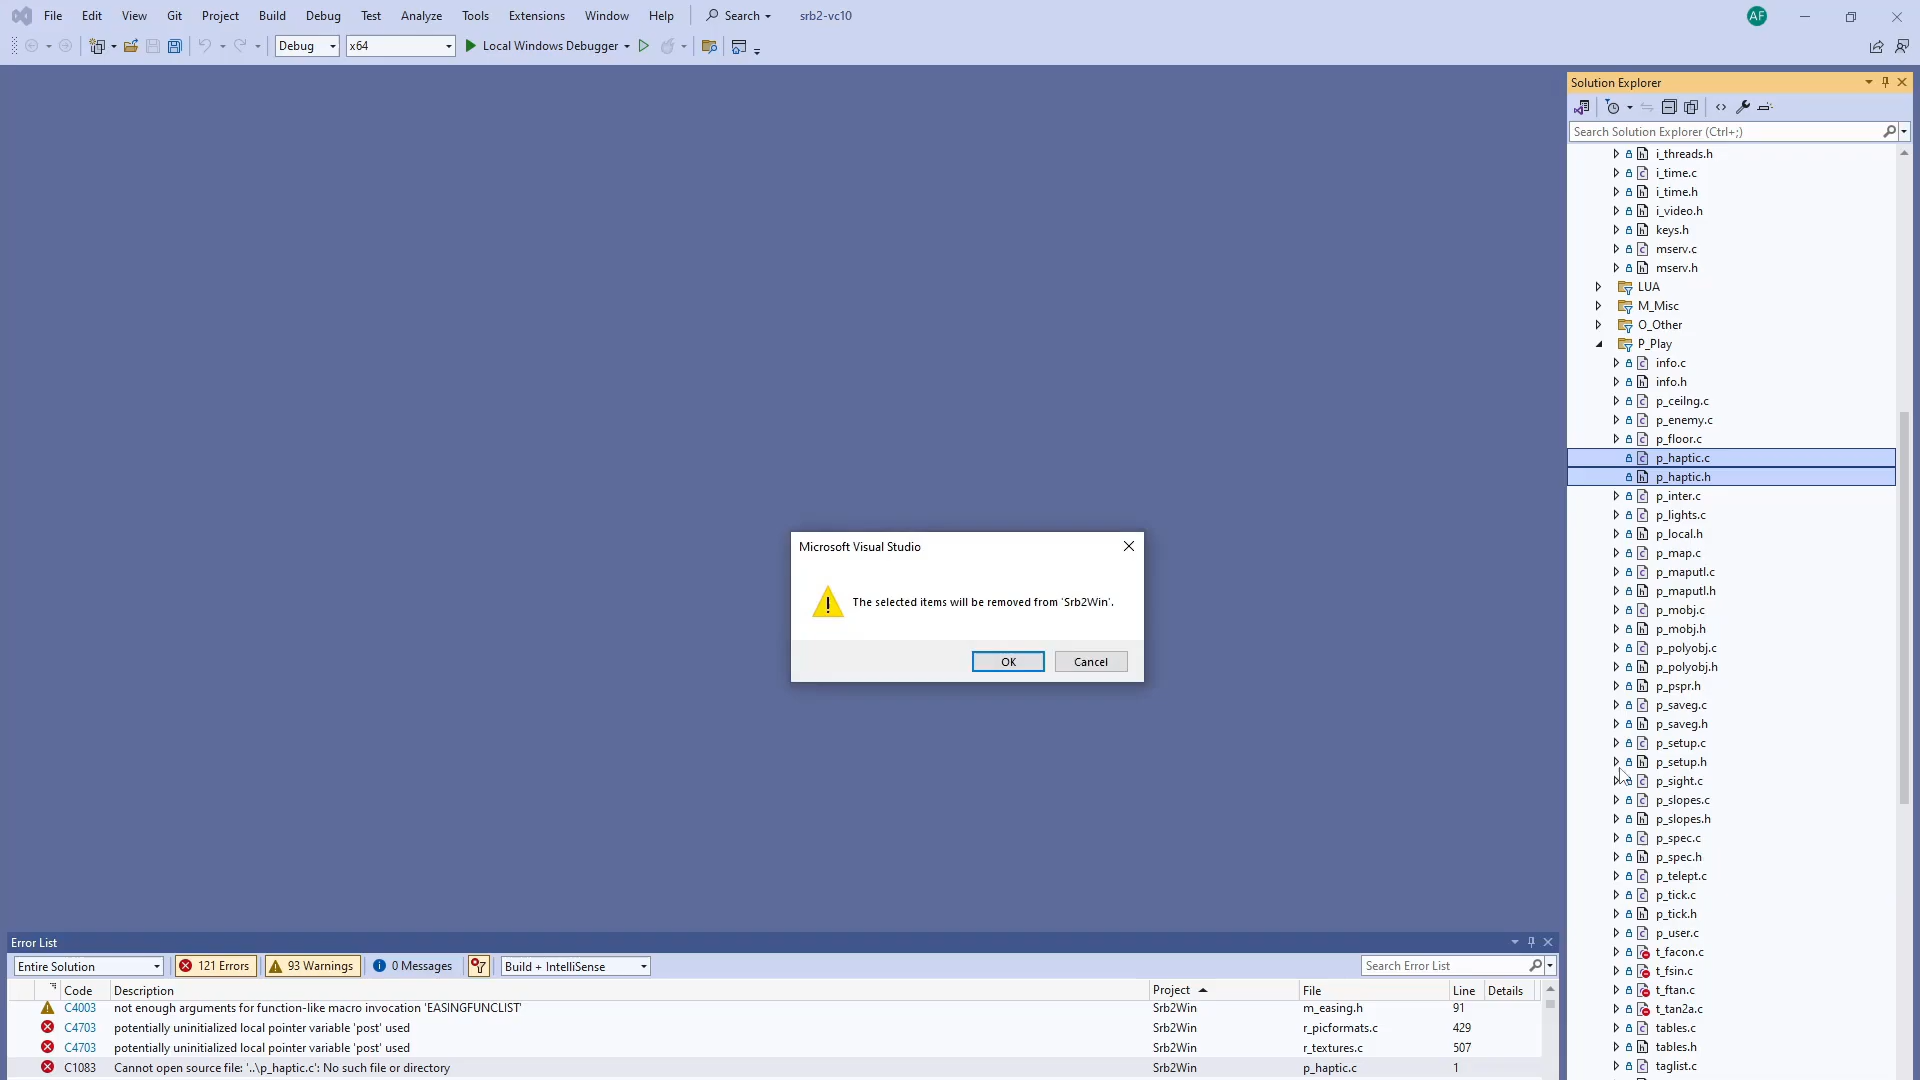 File Edit View Git Project Build Debug Test Analyze Tools Extensions Window Help Search srb2-vc10 AF
Debug x64 Local Windows Debugger
Solution Explorer
Search Solution Explorer (Ctrl+;)
i_threads.h
i_time.c
i_time.h
i_video.h
keys.h
mserv.c
mserv.h
LUA
M_Misc
O_Other
P_Play
info.c
info.h
p_ceilng.c
p_enemy.c
p_floor.c
p_haptic.c
p_haptic.h
p_inter.c
p_lights.c
p_local.h
p_map.c
p_maputl.c
p_maputl.h
p_mobj.c
p_mobj.h
p_polyobj.c
p_polyobj.h
p_pspr.h
p_saveg.c
p_saveg.h
p_setup.c
p_setup.h
p_sight.c
p_slopes.c
p_slopes.h
p_spec.c
p_spec.h
p_telept.c
p_tick.c
p_tick.h
p_user.c
t_facon.c
t_fsin.c
t_ftan.c
t_tan2a.c
tables.c
tables.h
taglist.c
Microsoft Visual Studio
The selected items will be removed from 'Srb2Win'.
OK Cancel
Error List
Entire Solution 121 Errors 93 Warnings 0 Messages Build + IntelliSense Search Error List
Code Description Project File Line Details
C4003 not enough arguments for function-like macro invocation 'EASINGFUNCLIST' Srb2Win m_easing.h 91
C4703 potentially uninitialized local pointer variable 'post' used Srb2Win r_picformats.c 429
C4703 potentially uninitialized local pointer variable 'post' used Srb2Win r_textures.c 507
C1083 Cannot open source file: '..\p_haptic.c': No such file or directory Srb2Win p_haptic.c 1